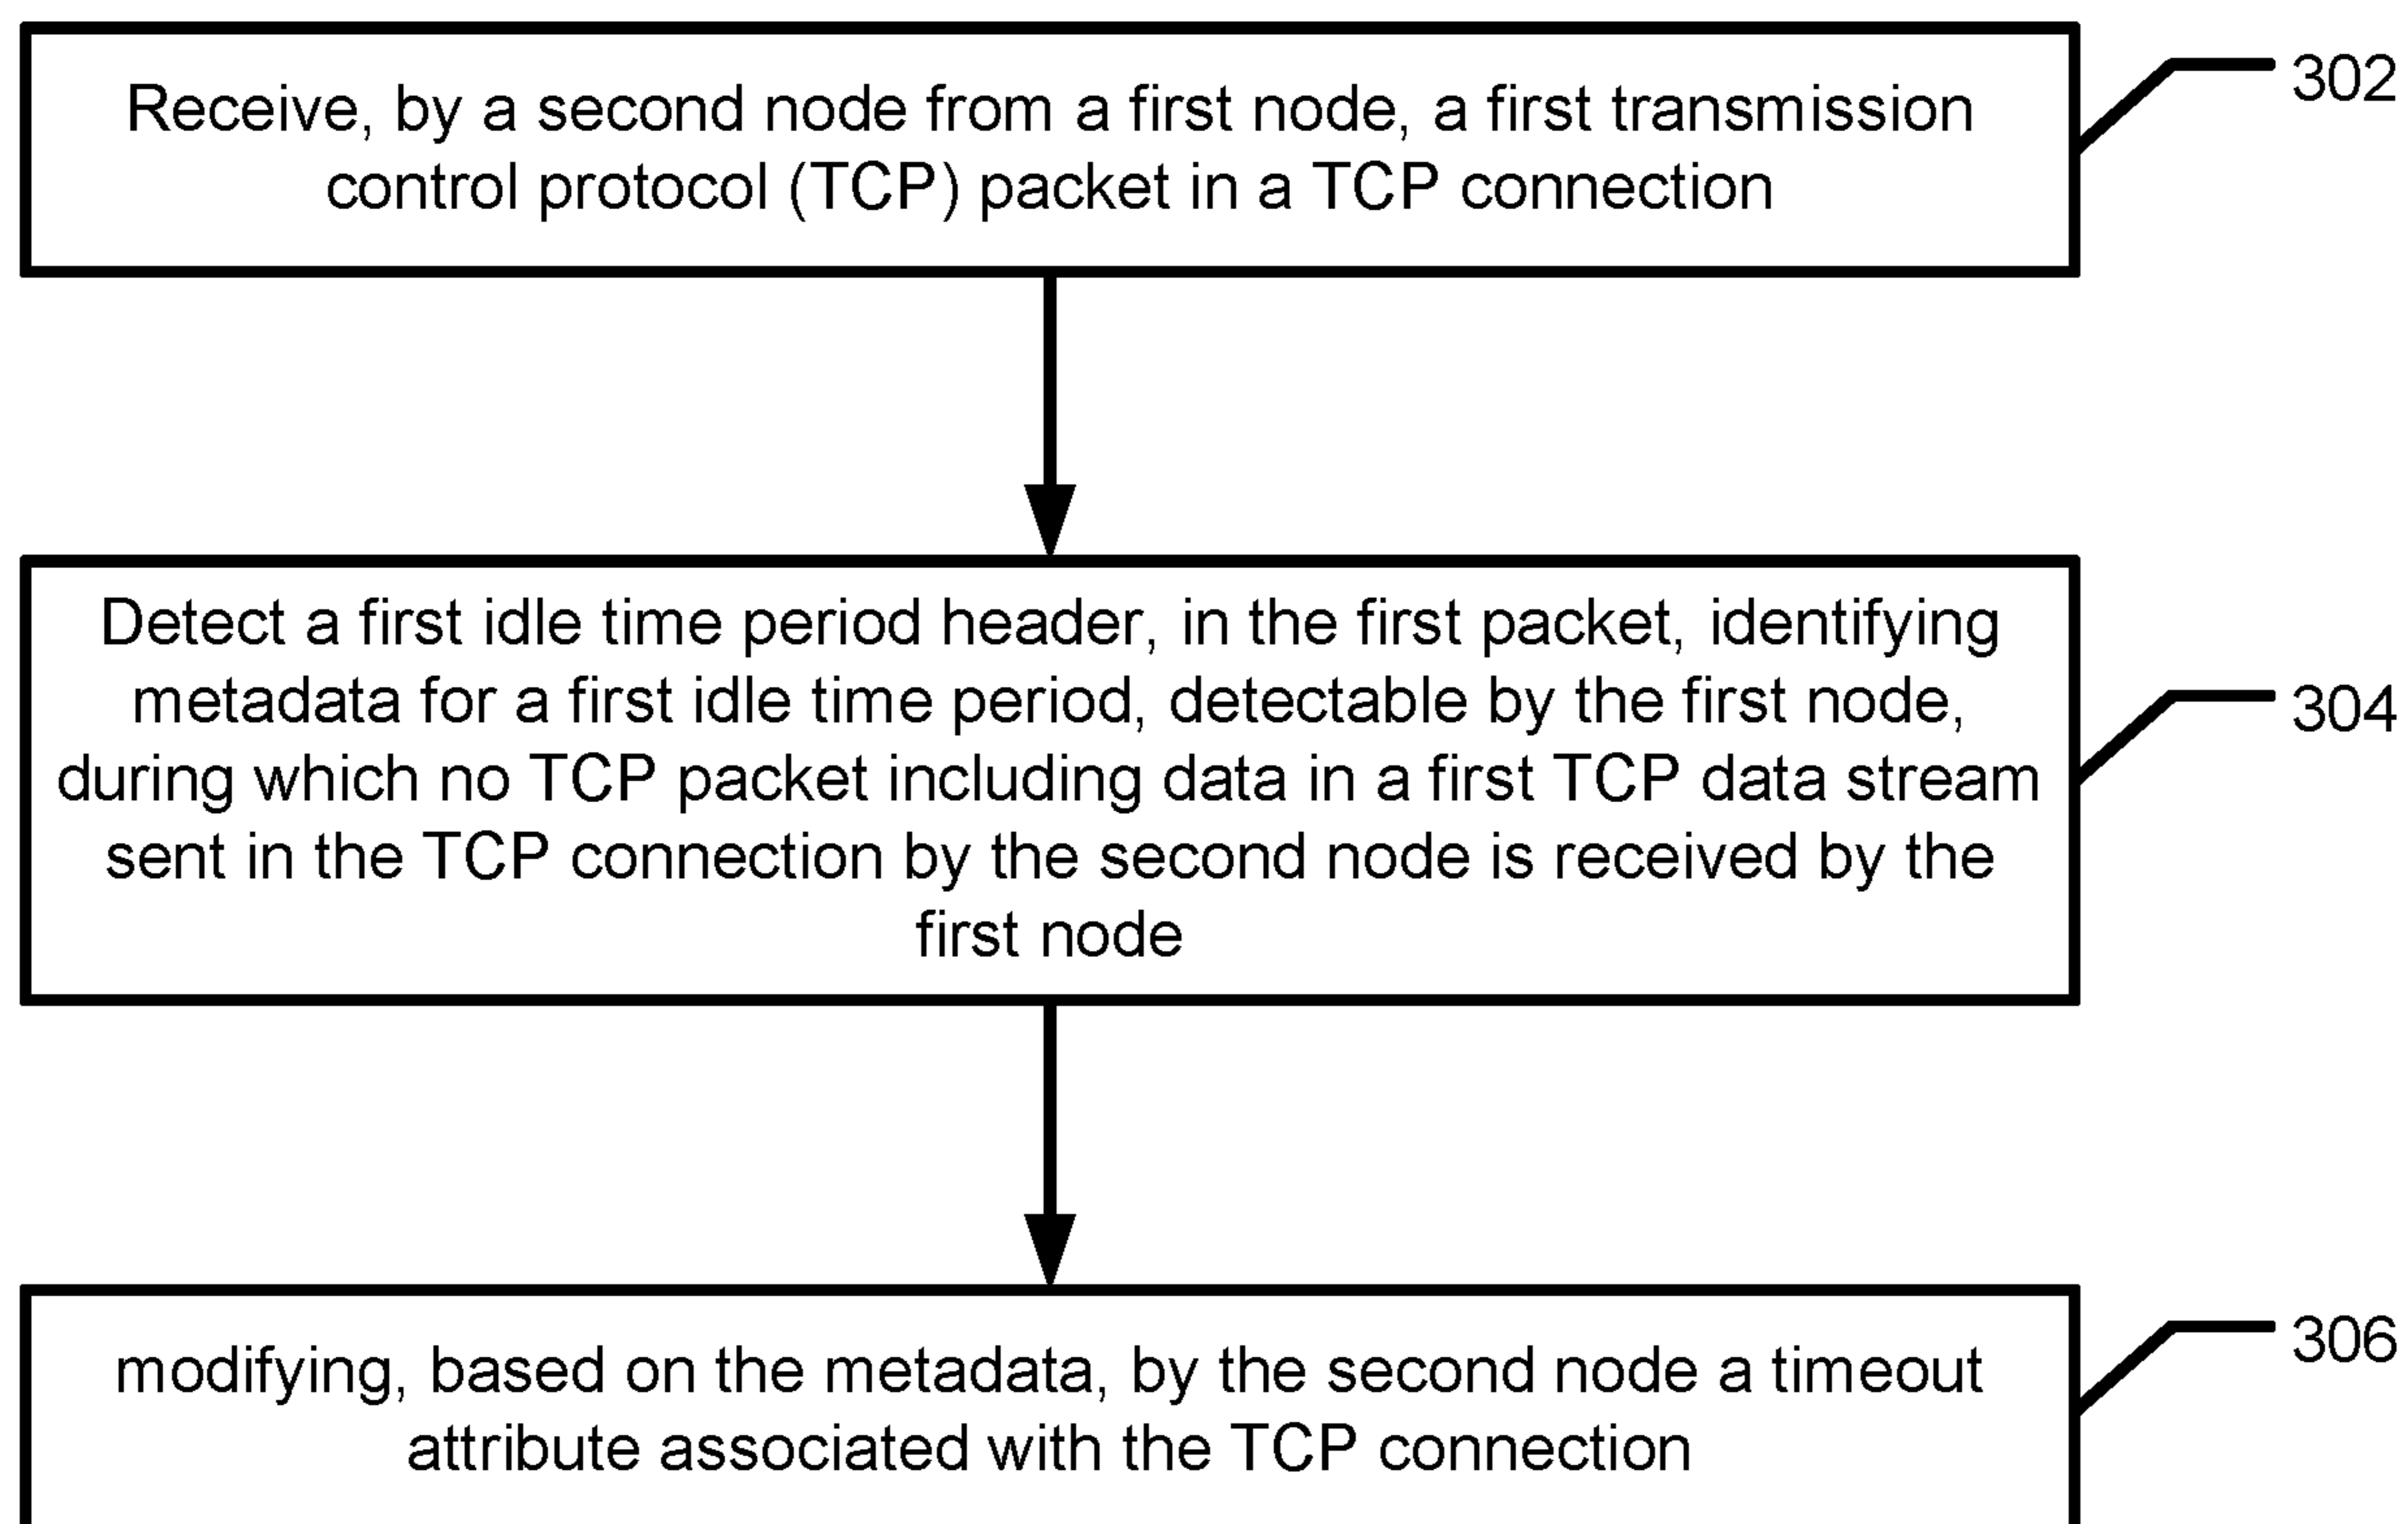 Receive, by a second node from a first node, a first transmission
control protocol (TCP) packet in a TCP connection
302
Detect a first idle time period header, in the first packet, identifying
metadata for a first idle time period, detectable by the first node,
during which no TCP packet including data in a first TCP data stream
sent in the TCP connection by the second node is received by the
first node
304
modifying, based on the metadata, by the second node a timeout
attribute associated with the TCP connection
306